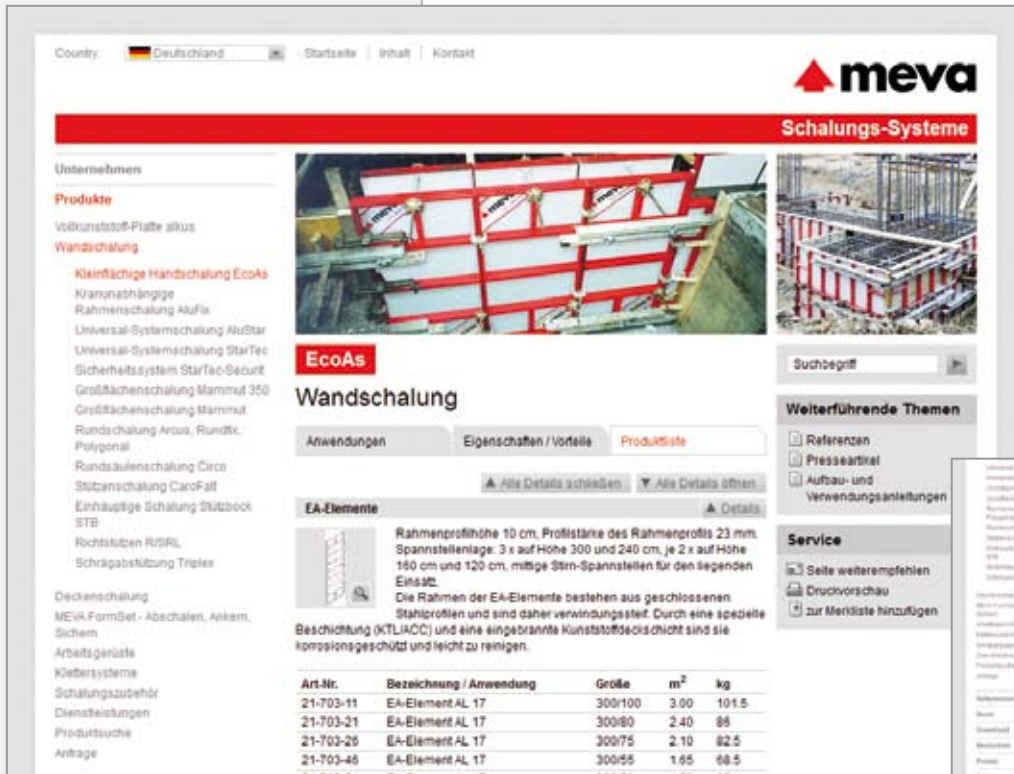 Country: Deutschland Startseite Inhalt Kontakt
meva
Schalungs-Systeme
Unternehmen
Produkte
Vollkunststoff-Platte alkus
Wandschalung
Kleinflächige Handschalung EcoAs
Kranunabhängige
Rahmenschalung AluFix
Universal-Systemschalung AluStar
Universal-Systemschalung StarTec
Sicherheitssystem StarTec-Securit
Großflächenschalung Mammut 350
Großflächenschalung Mammut
Rundschalung Arcus, Rundfix,
Polygonal
Rundsäulenschalung Circo
Stützenschalung CaroFalt
Einhäuptige Schalung Stützbock
STB
Richtstützen R/SRL
Schrägabstützung Triplex
Deckenschalung
MEVA FormSet - Abschalen, Ankern,
Sichern
Arbeitsgerüste
Klettersysteme
Schalungszubehör
Dienstleistungen
Produktsuche
Anfrage
meva
meva
EcoAs
Wandschalung
Anwendungen Eigenschaften / Vorteile Produktliste
Alle Details schließen Alle Details öffnen
EA-Elemente Details
Rahmenprofilhöhe 10 cm, Profilstärke des Rahmenprofils 23 mm.
Spannstellenlage: 3 x auf Höhe 300 und 240 cm, je 2 x auf Höhe
160 cm und 120 cm, mittige Stirn-Spannstellen für den liegenden
Einsatz.
Die Rahmen der EA-Elemente bestehen aus geschlossenen
Stahlprofilen und sind daher verwindungssteif. Durch eine spezielle
Beschichtung (KTL/ACC) und eine eingebrannte Kunststoffdeckschicht sind sie
korrosionsgeschützt und leicht zu reinigen.
Art-Nr. Bezeichnung / Anwendung Größe m² kg
21-703-11 EA-Element AL 17 300/100 3.00 101.5
21-703-21 EA-Element AL 17 300/80 2.40 86
21-703-26 EA-Element AL 17 300/75 2.10 82.5
21-703-46 EA-Element AL 17 300/55 1.65 68.5
Suchbegriff
Weiterführende Themen
Referenzen
Presseartikel
Aufbau- und
Verwendungsanleitungen
Service
Seite weiterempfehlen
Druckvorschau
zur Merkliste hinzufügen